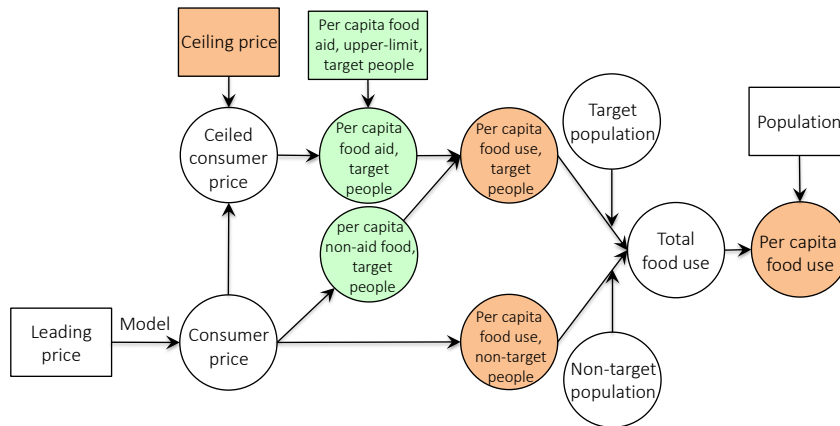 Ceiling price
Per capita food
aid, upper-limit,
target people
Ceiled
consumer
price
Per capita
food aid,
target
people
Per capita
food use,
target
people
Target
population
Population
per capita
non-aid food,
target
people
Total
food use
Per capita
food use
Leading
price
Model
Consumer
price
Per capita
food use,
non-target
people
Non-target
population